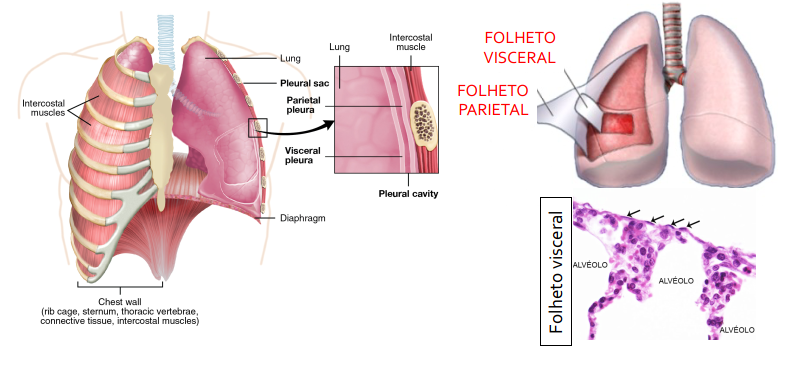 Lung
Pleural sac
Parietal
pleura
Visceral
pleura
Intercostal
muscles
Diaphragm
Chest wall
(rib cage, sternum, thoracic vertebrae,
connective tissue, intercostal muscles)
Lung
Intercostal
muscle
Pleural cavity
FOLHETO
VISCERAL
FOLHETO
PARIETAL
Folheto visceral
ALVÉOLO
ALVÉOLO
ALVÉOLO